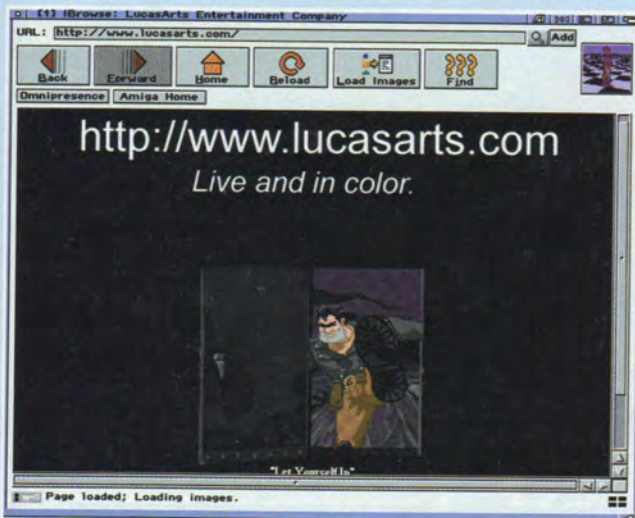 [1] IBrowse: LucasArts Entertainment Company
URL: http://www.lucasarts.com/
Add
Back Forward Home Reload Load Images Find
Omnipresence Amiga Home
http://www.lucasarts.com
Live and in color.
"Let Yourself In"
Page loaded; Loading images.